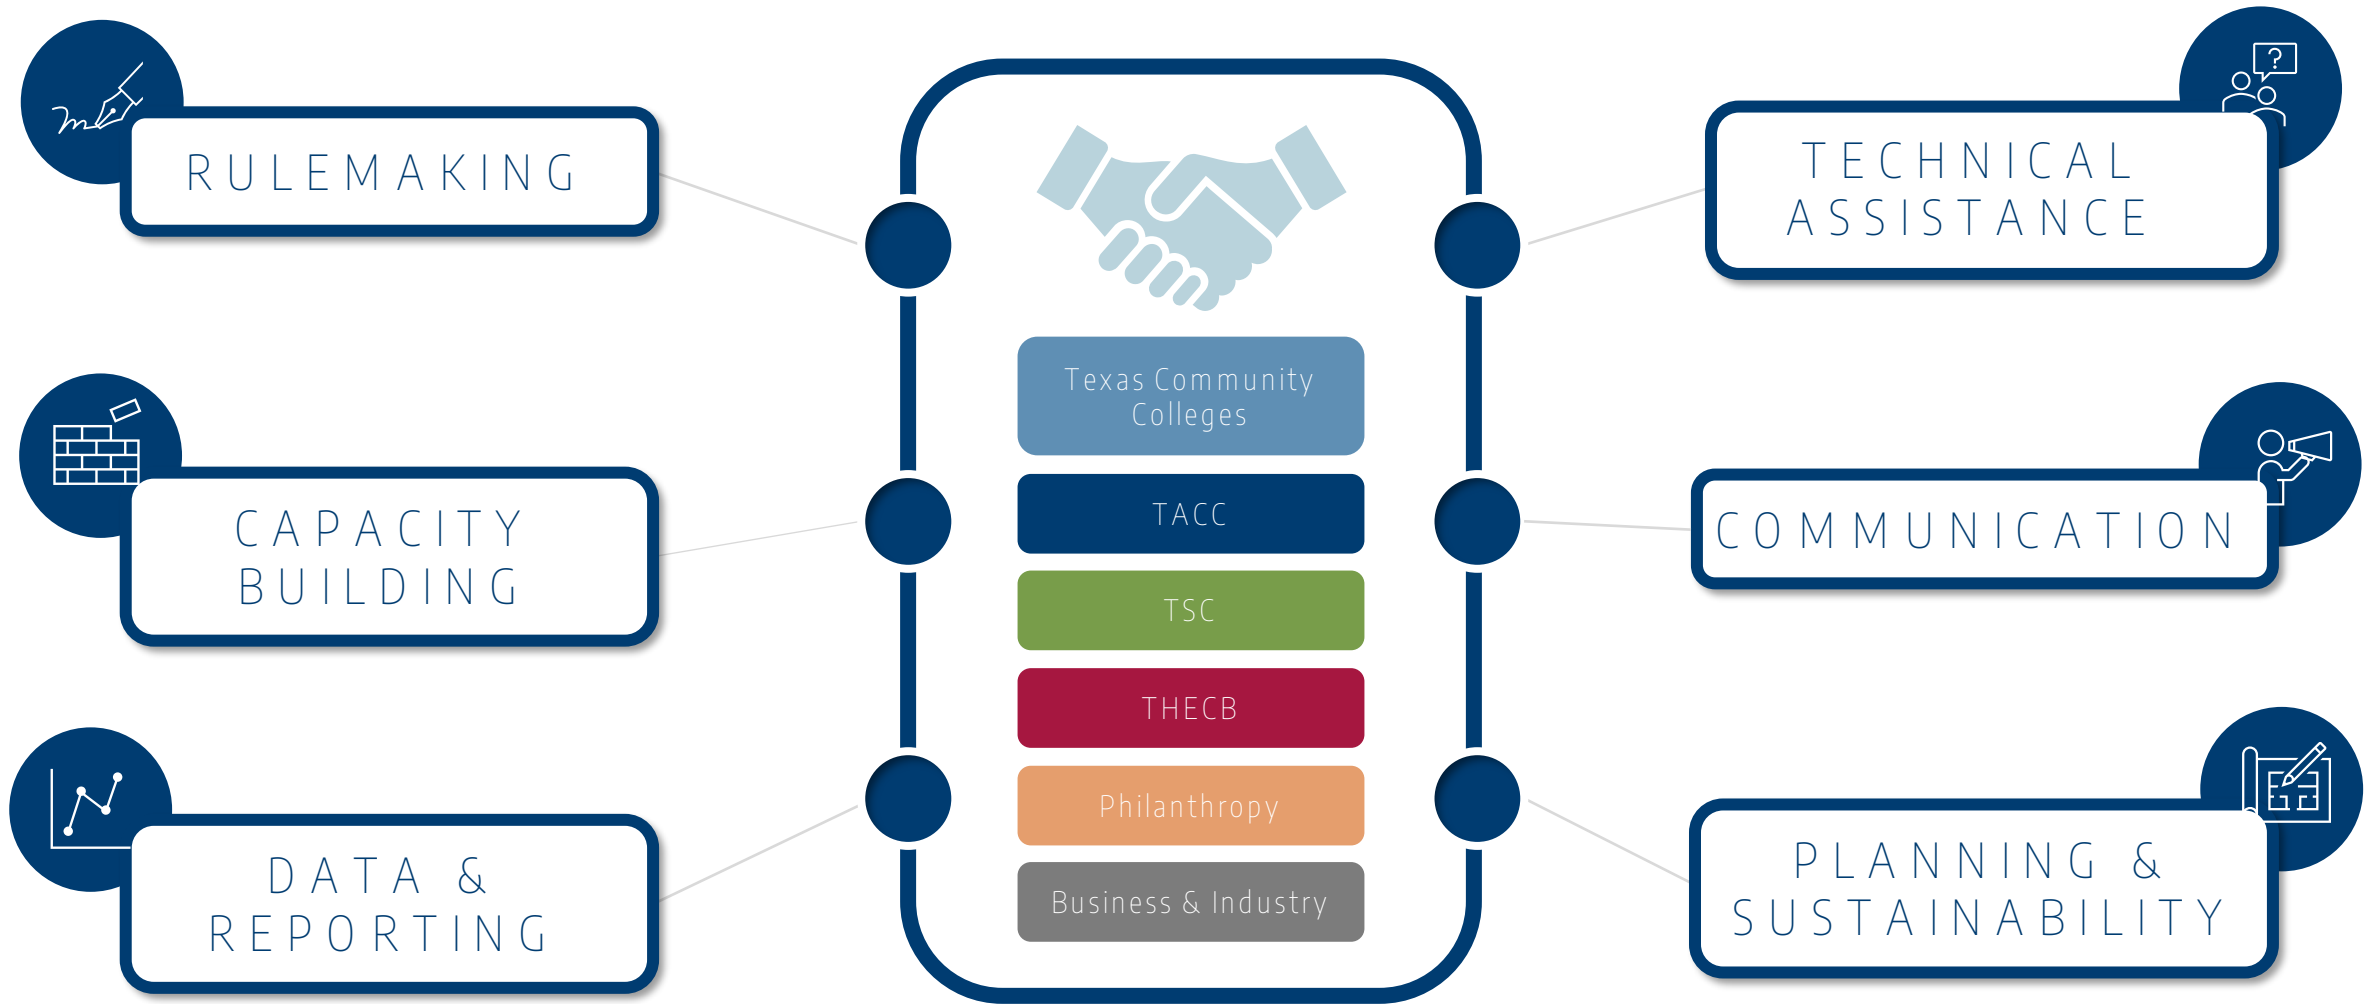 RULEMAKING
CAPACITY
BUILDING
DATA &
REPORTING
?
Texas Community
Colleges
TACC
TSC
THECB
Philanthropy
Business & Industry
TECHNICAL
ASSISTANCE
COMMUNICATION
PLANNING &
SUSTAINABILITY